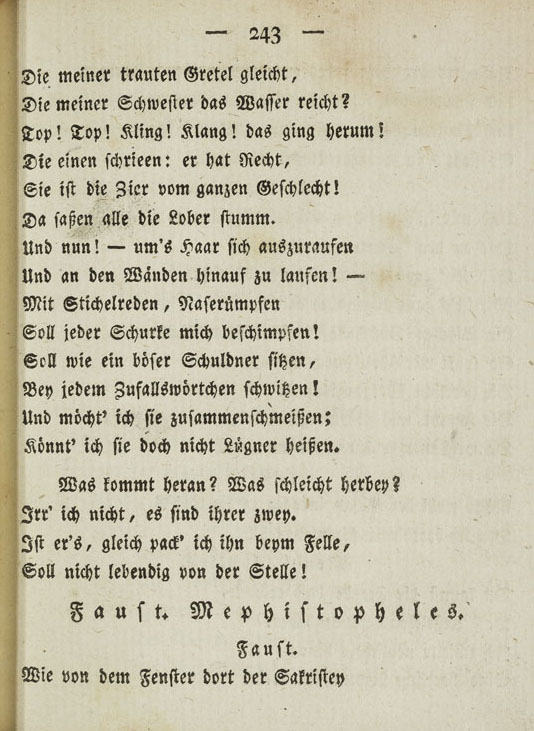 — 243 —
Die meiner trauten Gretel gleicht,
Die meiner Schwester das Wasser reicht?
Top! Top! Kling! Klang! das ging herum!
Die einen schrieen: er hat Recht,
Sie ist die Zier vom ganzen Geschlecht!
Da saßen alle die Lober stumm.
Und nun! — um's Haar sich auszuraufen
Und an den Wänden hinauf zu laufen! —
Mit Stichelreden, Naserümpfen
Soll jeder Schurke mich beschimpfen!
Soll wie ein böser Schuldner sitzen,
Bey jedem Zufallswörtchen schwitzen!
Und möcht' ich sie zusammenschmeißen;
Könnt' ich sie doch nicht Lügner heißen.
Was kommt heran? Was schleicht herbey?
Irr' ich nicht, es sind ihrer zwey.
Ist er's, gleich pack' ich ihn beym Felle,
Soll nicht lebendig von der Stelle!
Faust. Mephistopheles.
Faust.
Wie von dem Fenster dort der Sakristey